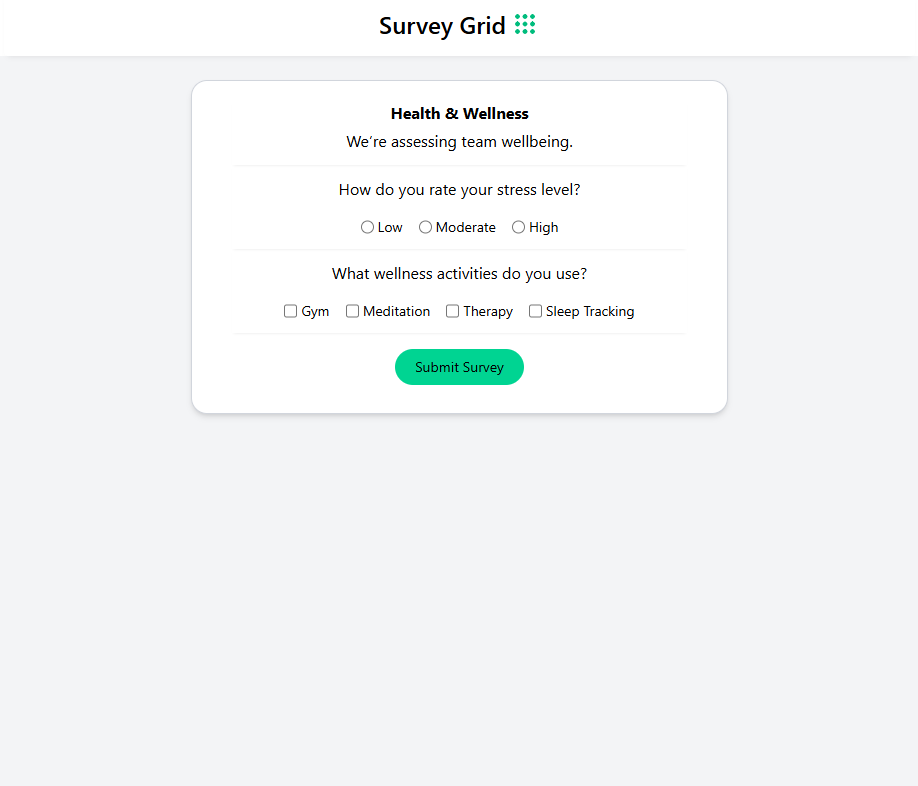 Survey Grid
Health & Wellness
We're assessing team wellbeing.
How do you rate your stress level?
Low Moderate High
What wellness activities do you use?
Gym Meditation Therapy Sleep Tracking
Submit Survey